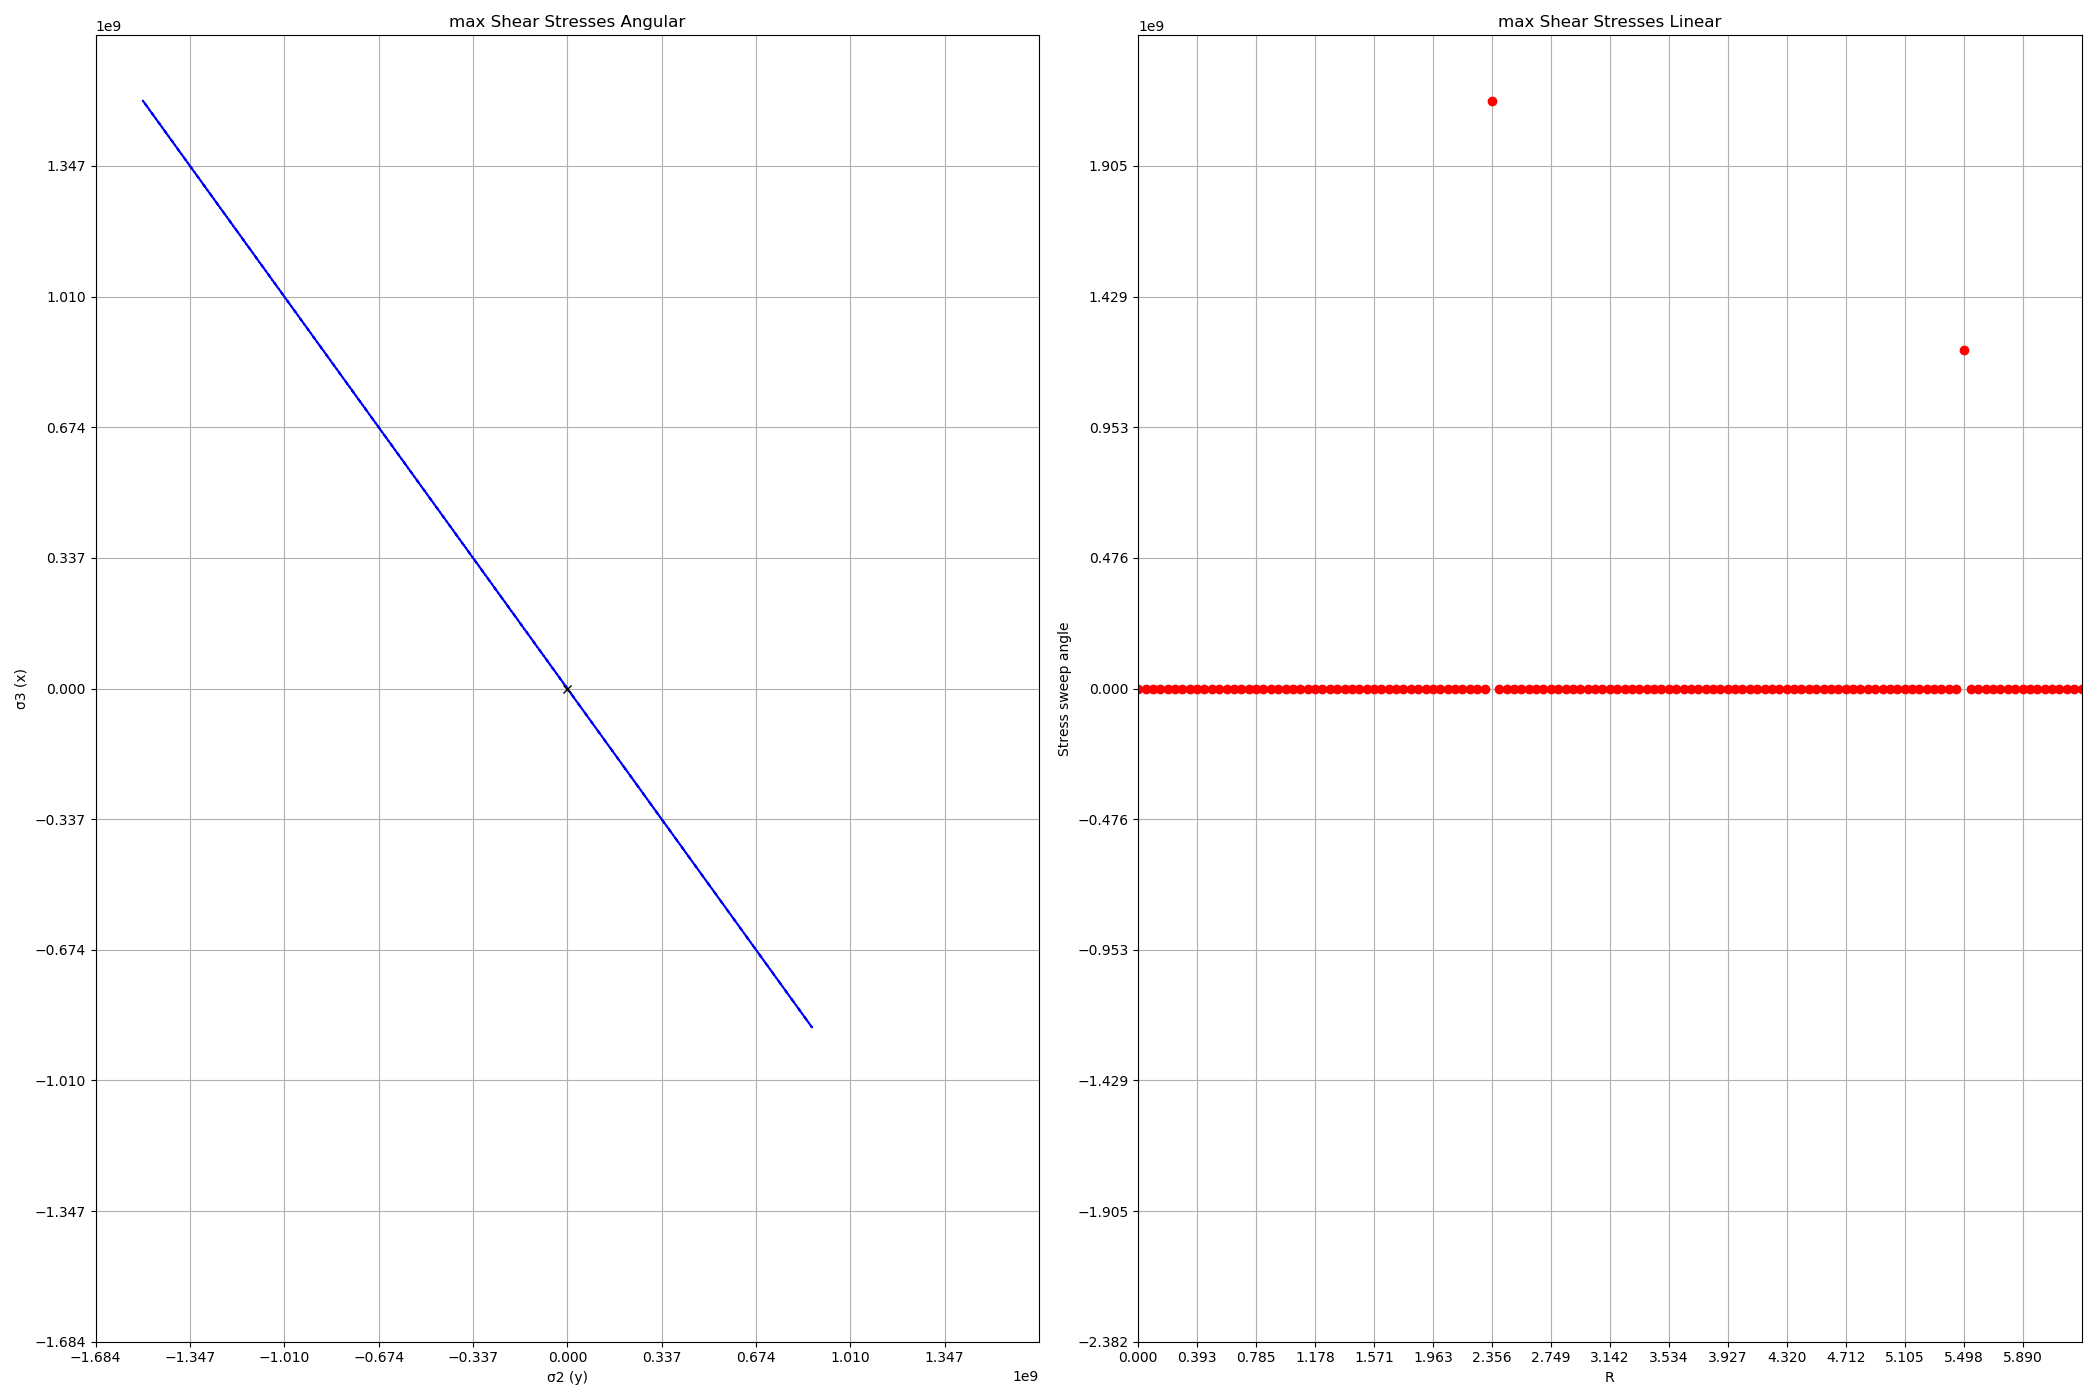 max Shear Stresses Angular
1e9
1.347
1.010
0.674
0.337
0.000
−0.337
−0.674
−1.010
−1.347
−1.684
σ3 (x)
−1.684 −1.347 −1.010 −0.674 −0.337 0.000 0.337 0.674 1.010 1.347
1e9
σ2 (y)
max Shear Stresses Linear
1e9
1.905
1.429
0.953
0.476
0.000
−0.476
−0.953
−1.429
−1.905
−2.382
Stress sweep angle
0.000 0.393 0.785 1.178 1.571 1.963 2.356 2.749 3.142 3.534 3.927 4.320 4.712 5.105 5.498 5.890
R